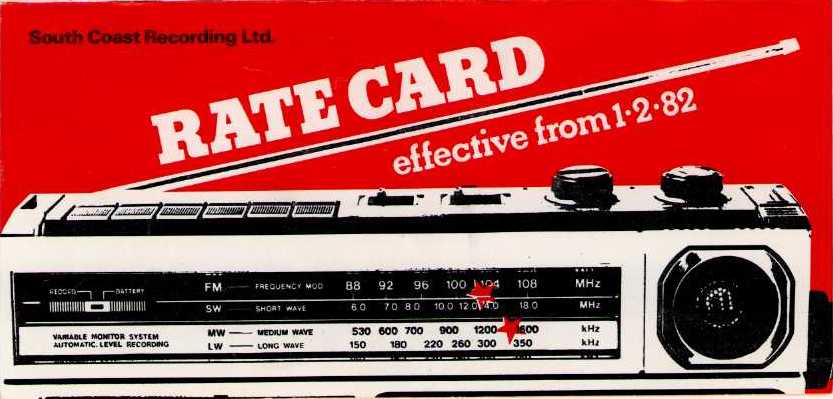 South Coast Recording Ltd.
RATE CARD
effective from 1·2·82
RECORD BATTERY
FM FREQUENCY MOD 88 92 96 100 104 108 MHz
SW SHORT WAVE 6.0 7.0 8.0 10.0 12.0 14.0 18.0 MHz
VARIABLE MONITOR SYSTEM
AUTOMATIC LEVEL RECORDING
MW MEDIUM WAVE 530 600 700 900 1200 1600 kHz
LW LONG WAVE 150 180 220 260 300 350 kHz